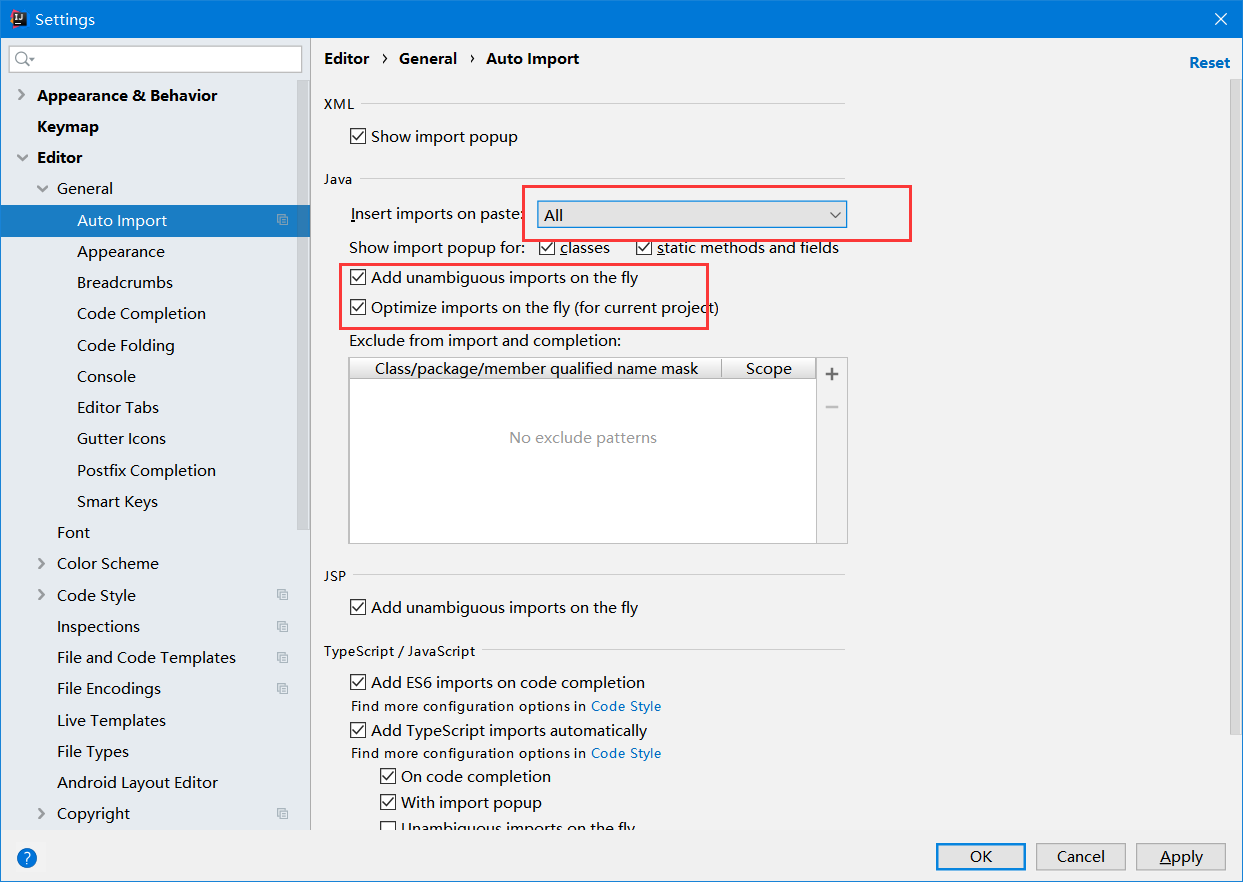 Settings
Editor › General › Auto Import
Reset
Appearance & Behavior
Keymap
Editor
General
Auto Import
Appearance
Breadcrumbs
Code Completion
Code Folding
Console
Editor Tabs
Gutter Icons
Postfix Completion
Smart Keys
Font
Color Scheme
Code Style
Inspections
File and Code Templates
File Encodings
Live Templates
File Types
Android Layout Editor
Copyright
XML
Show import popup
Java
Insert imports on paste: All
Show import popup for: classes static methods and fields
Add unambiguous imports on the fly
Optimize imports on the fly (for current project)
Exclude from import and completion:
Class/package/member qualified name mask Scope
No exclude patterns
JSP
Add unambiguous imports on the fly
TypeScript / JavaScript
Add ES6 imports on code completion
Find more configuration options in Code Style
Add TypeScript imports automatically
Find more configuration options in Code Style
On code completion
With import popup
Unambiguous imports on the fly
?
OK Cancel Apply